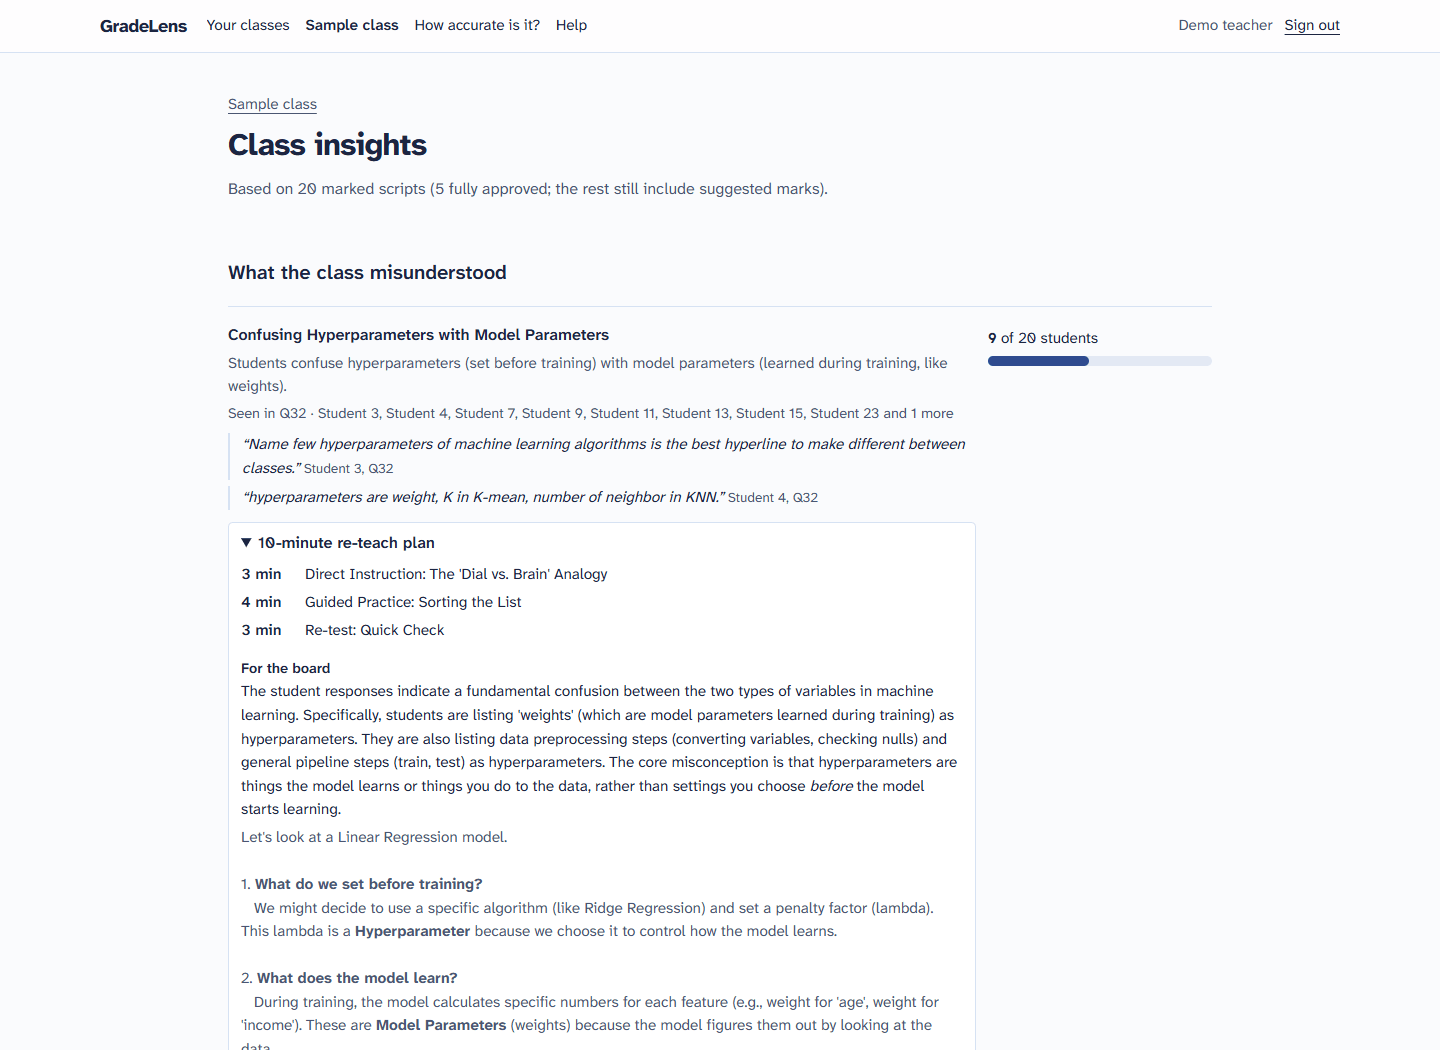 GradeLens Your classes Sample class How accurate is it? Help Demo teacher Sign out
Sample class
Class insights
Based on 20 marked scripts (5 fully approved; the rest still include suggested marks).
What the class misunderstood
Confusing Hyperparameters with Model Parameters
9 of 20 students
Students confuse hyperparameters (set before training) with model parameters (learned during training, like
weights).
Seen in Q32 · Student 3, Student 4, Student 7, Student 9, Student 11, Student 13, Student 15, Student 23 and 1 more
“Name few hyperparameters of machine learning algorithms is the best hyperline to make different between
classes.” Student 3, Q32
“hyperparameters are weight, K in K-mean, number of neighbor in KNN.” Student 4, Q32
▼ 10-minute re-teach plan
3 min Direct Instruction: The 'Dial vs. Brain' Analogy
4 min Guided Practice: Sorting the List
3 min Re-test: Quick Check
For the board
The student responses indicate a fundamental confusion between the two types of variables in machine
learning. Specifically, students are listing 'weights' (which are model parameters learned during training) as
hyperparameters. They are also listing data preprocessing steps (converting variables, checking nulls) and
general pipeline steps (train, test) as hyperparameters. The core misconception is that hyperparameters are
things the model learns or things you do to the data, rather than settings you choose before the model
starts learning.
Let's look at a Linear Regression model.
1. What do we set before training?
We might decide to use a specific algorithm (like Ridge Regression) and set a penalty factor (lambda).
This lambda is a Hyperparameter because we choose it to control how the model learns.
2. What does the model learn?
During training, the model calculates specific numbers for each feature (e.g., weight for 'age', weight for
'income'). These are Model Parameters (weights) because the model figures them out by looking at the
data.